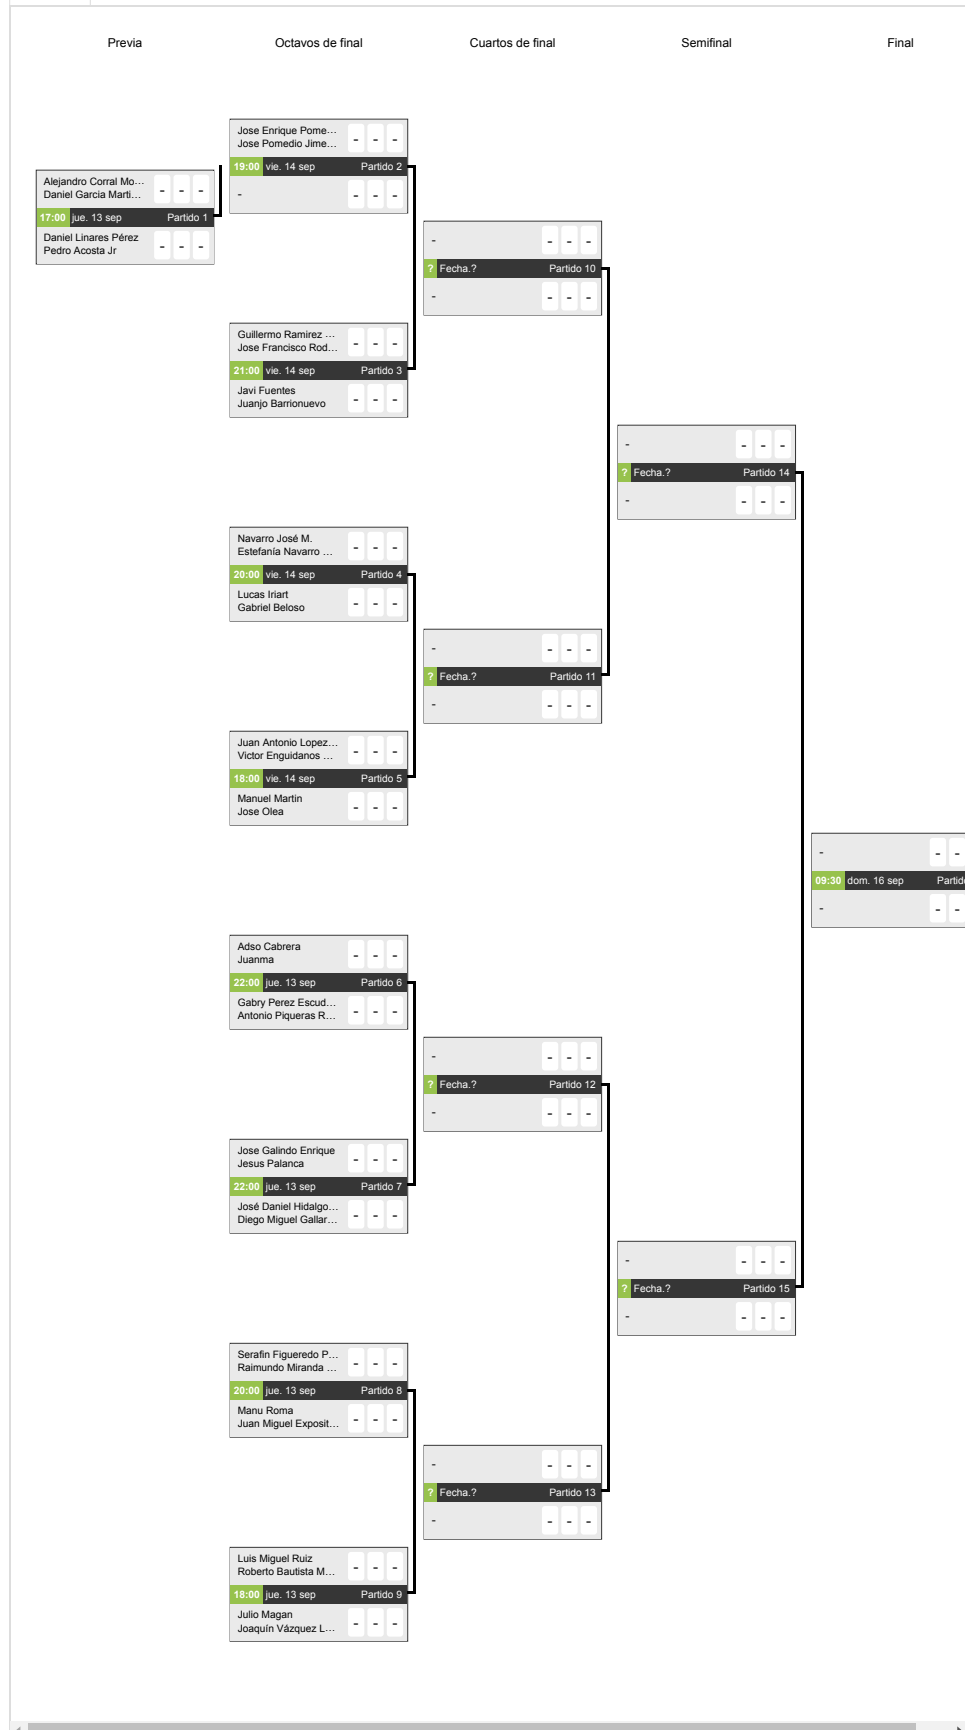 Previa
Octavos de final
Cuartos de final
Semifinal
Final
Alejandro Corral Mo...
- - -
Daniel Garcia Marti...
17:00 jue. 13 sep Partido 1
Daniel Linares Pérez
- - -
Pedro Acosta Jr
Jose Enrique Pome...
- - -
Jose Pomedio Jime...
19:00 vie. 14 sep Partido 2
- - - -
Guillermo Ramirez ...
- - -
Jose Francisco Rod...
21:00 vie. 14 sep Partido 3
Javi Fuentes
- - -
Juanjo Barrionuevo
Navarro José M.
- - -
Estefanía Navarro ...
20:00 vie. 14 sep Partido 4
Lucas Iriart
- - -
Gabriel Beloso
Juan Antonio Lopez...
- - -
Victor Enguidanos ...
18:00 vie. 14 sep Partido 5
Manuel Martin
- - -
Jose Olea
Adso Cabrera
- - -
Juanma
22:00 jue. 13 sep Partido 6
Gabry Perez Escud...
- - -
Antonio Piqueras R...
Jose Galindo Enrique
- - -
Jesus Palanca
22:00 jue. 13 sep Partido 7
José Daniel Hidalgo...
- - -
Diego Miguel Gallar...
Serafin Figueredo P...
- - -
Raimundo Miranda ...
20:00 jue. 13 sep Partido 8
Manu Roma
- - -
Juan Miguel Exposit...
Luis Miguel Ruiz
- - -
Roberto Bautista M...
18:00 jue. 13 sep Partido 9
Julio Magan
- - -
Joaquín Vázquez L...
- - - -
? Fecha.? Partido 10
- - - -
- - - -
? Fecha.? Partido 11
- - - -
- - - -
? Fecha.? Partido 12
- - - -
- - - -
? Fecha.? Partido 13
- - - -
- - - -
? Fecha.? Partido 14
- - - -
- - - -
? Fecha.? Partido 15
- - - -
- - -
09:30 dom. 16 sep Partid
- - -